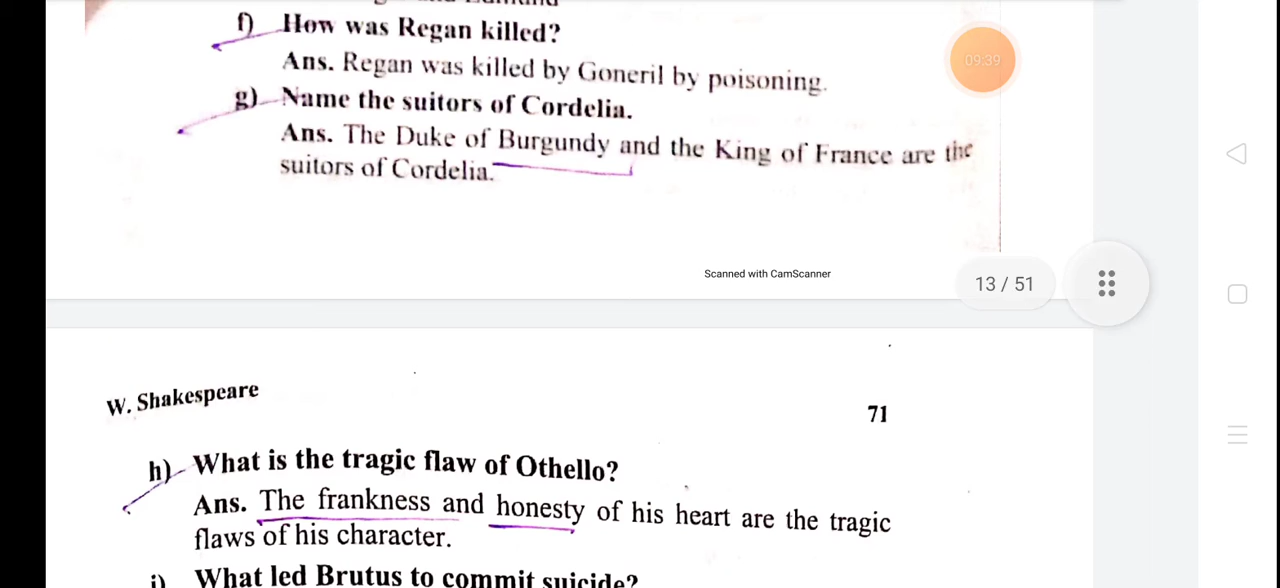 f) How was Regan killed?
Ans. Regan was killed by Goneril by poisoning.
09:39
g) Name the suitors of Cordelia.
Ans. The Duke of Burgundy and the King of France are the
suitors of Cordelia.
Scanned with CamScanner
13 / 51
W. Shakespeare
71
h) What is the tragic flaw of Othello?
Ans. The frankness and honesty of his heart are the tragic
flaws of his character.
i) What led Brutus to commit suicide?